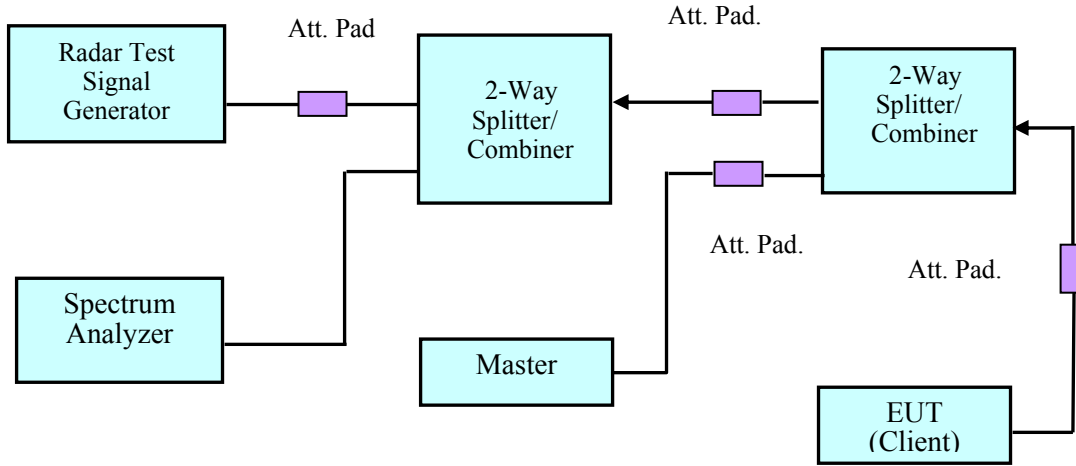 Att. Pad
Att. Pad.
Radar Test
Signal
Generator
2-Way
Splitter/
Combiner
2-Way
Splitter/
Combiner
Att. Pad.
Att. Pad.
Spectrum
Analyzer
Master
EUT
(Client)